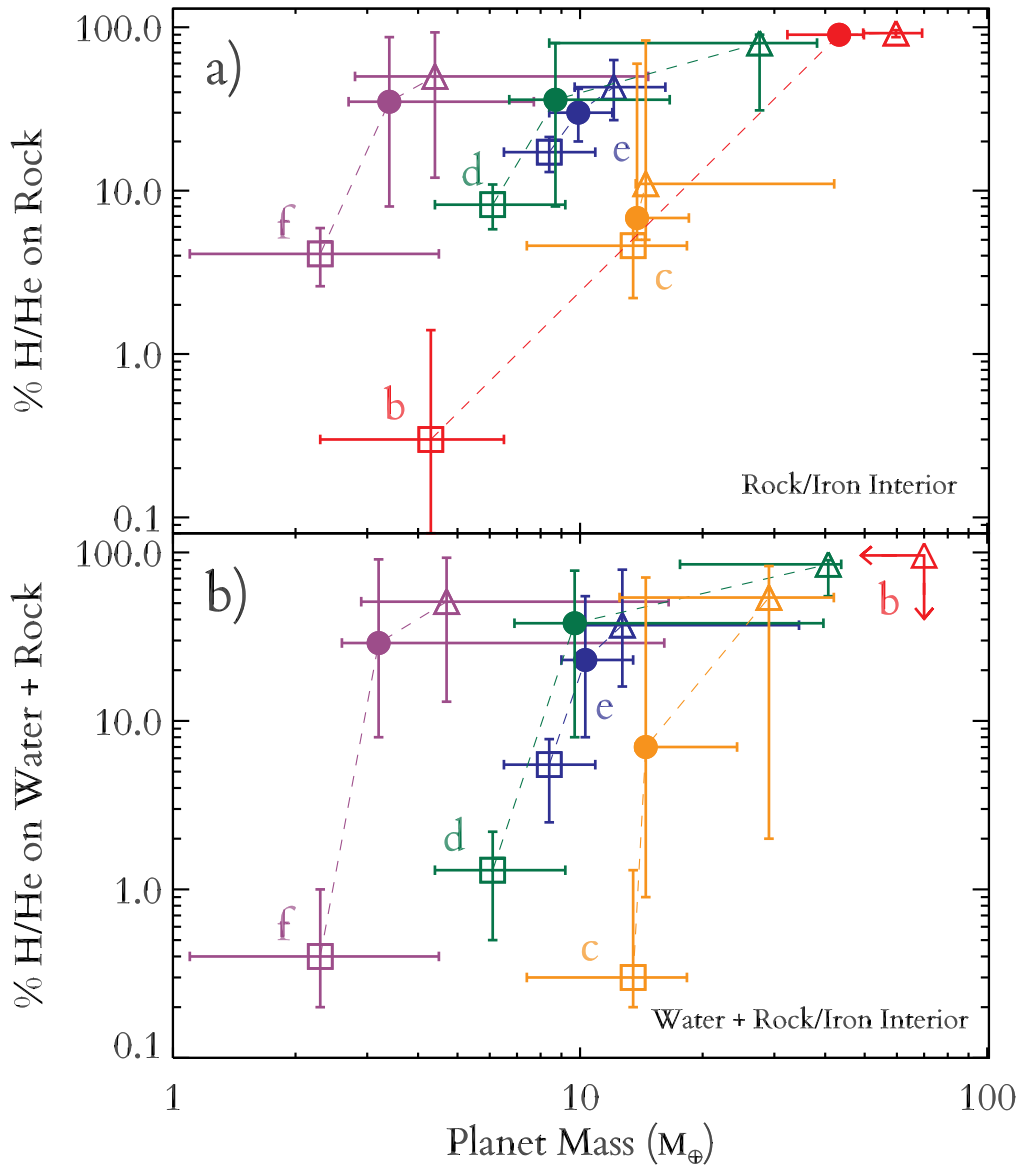 % H/He on Rock
100.0
10.0
1.0
0.1
a)
f
d
e
c
b
Rock/Iron Interior
% H/He on Water + Rock
100.0
10.0
1.0
0.1
b)
b
e
d
f
c
Water + Rock/Iron Interior
1
10
100
Planet Mass (M⊕)